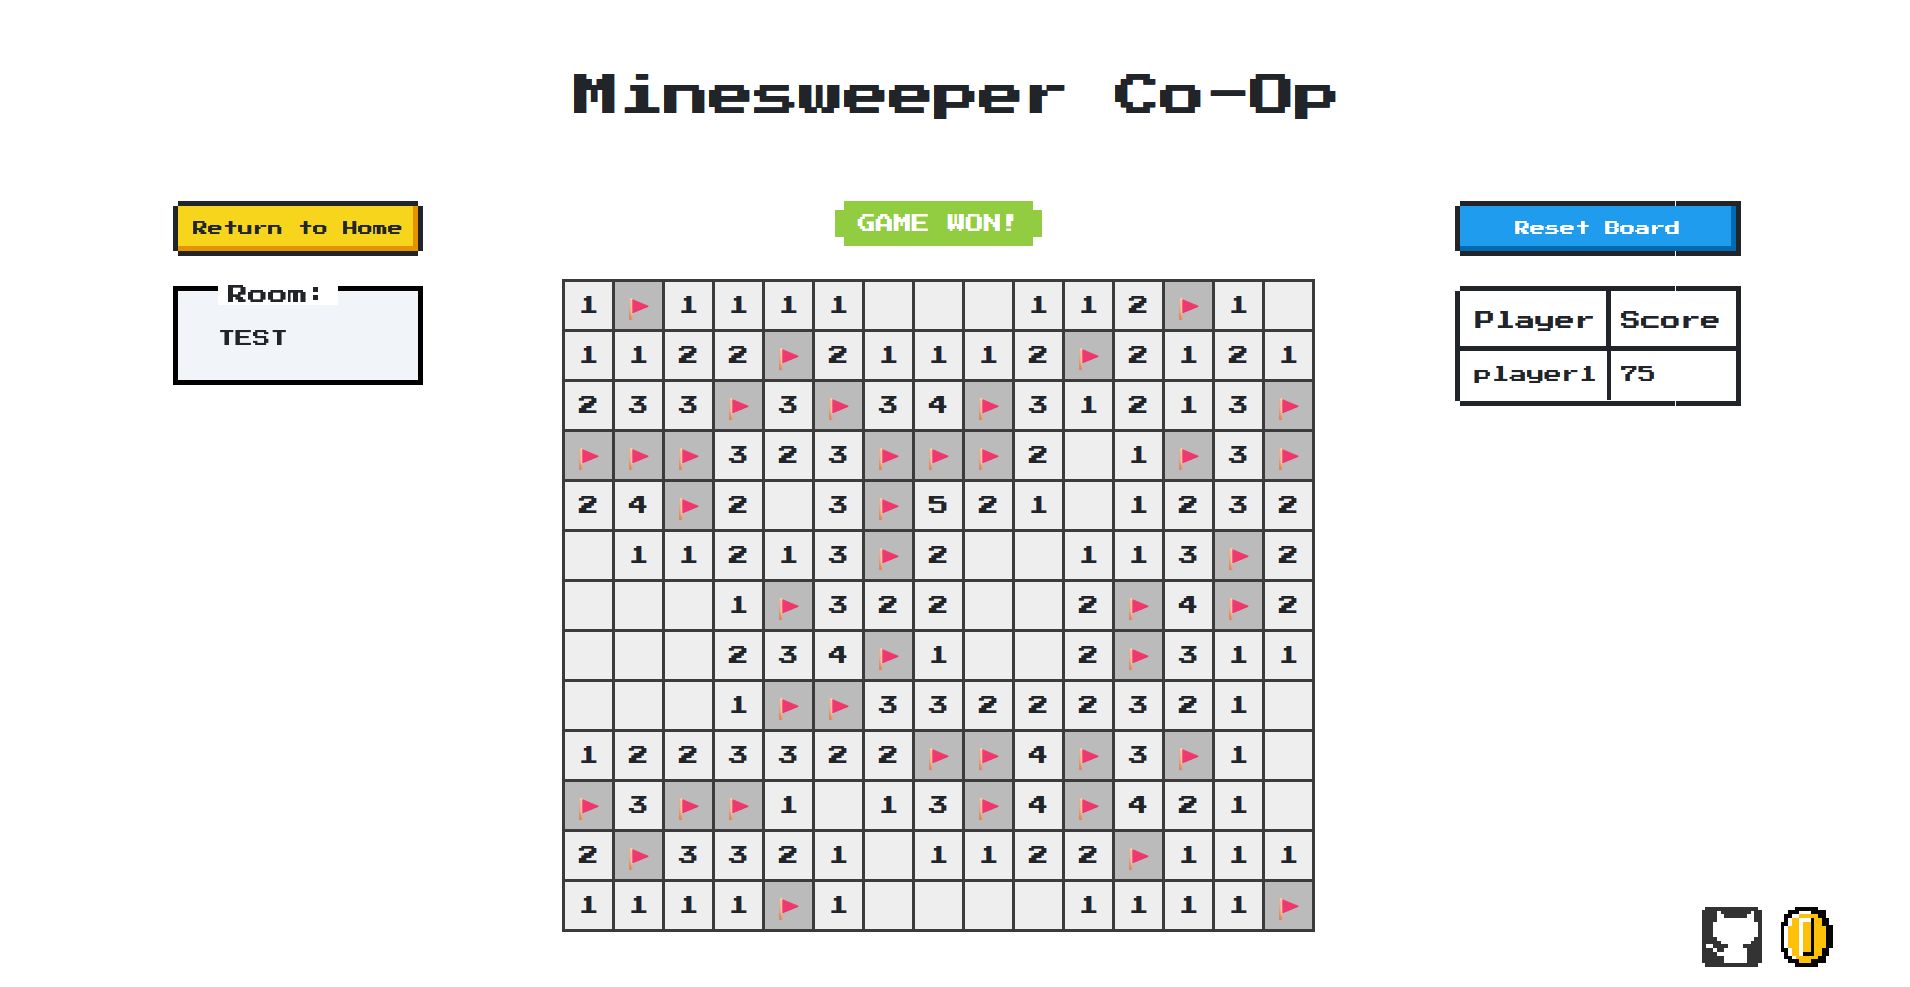 Minesweeper Co-Op
Return to Home
GAME WON!
Reset Board
Room:
TEST
Player Score
player1 75
1 1 1 1 1 1 1 2 1
1 1 2 2 2 1 1 1 2 2 1 2 1
2 3 3 3 3 4 3 1 2 1 3
3 2 3 2 1 3
2 4 2 3 5 2 1 1 2 3 2
1 1 2 1 3 2 1 1 3 2
1 3 2 2 2 4 2
2 3 4 1 2 3 1 1
1 3 3 2 2 2 3 2 1
1 2 2 3 3 2 2 4 3 1
3 1 1 3 4 4 2 1
2 3 3 2 1 1 1 2 2 1 1 1
1 1 1 1 1 1 1 1 1